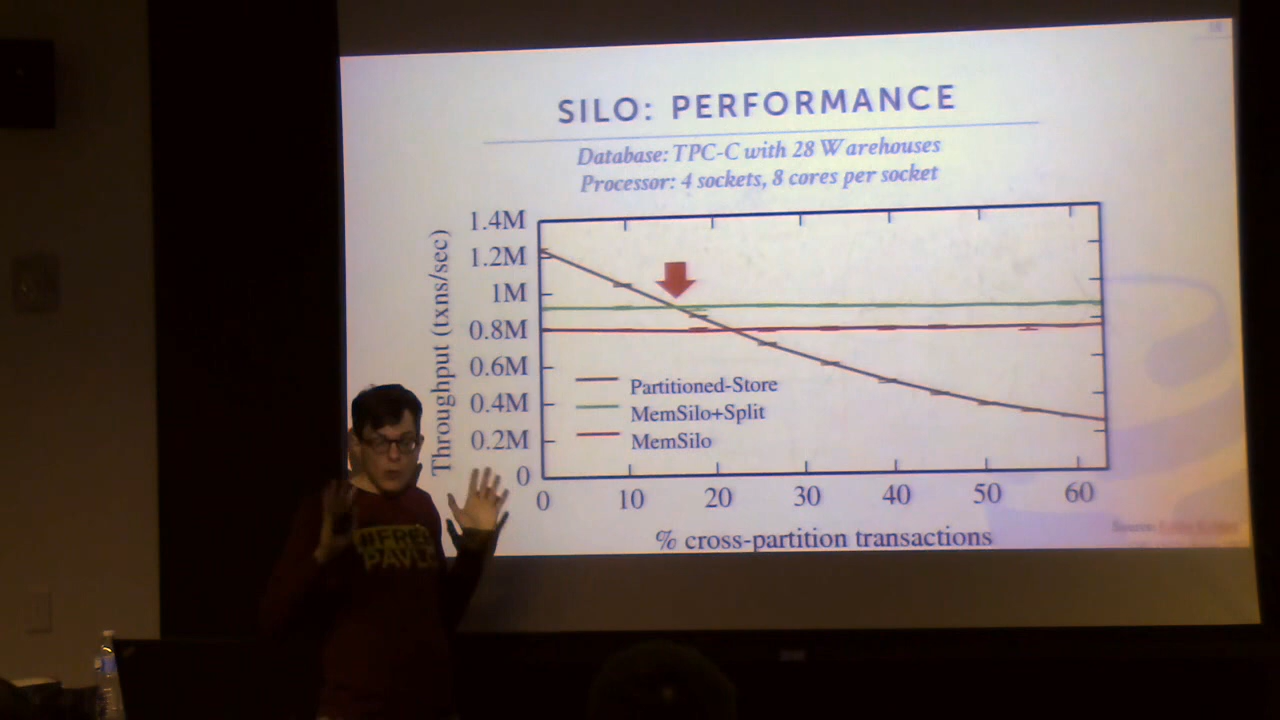 SILO: PERFORMANCE
Database: TPC-C with 28 Warehouses
Processor: 4 sockets, 8 cores per socket
Throughput (txns/sec)
1.4M
1.2M
1M
0.8M
0.6M
0.4M
0.2M
0
Partitioned-Store
MemSilo+Split
MemSilo
0 10 20 30 40 50 60
% cross-partition transactions
Source:
#FREE